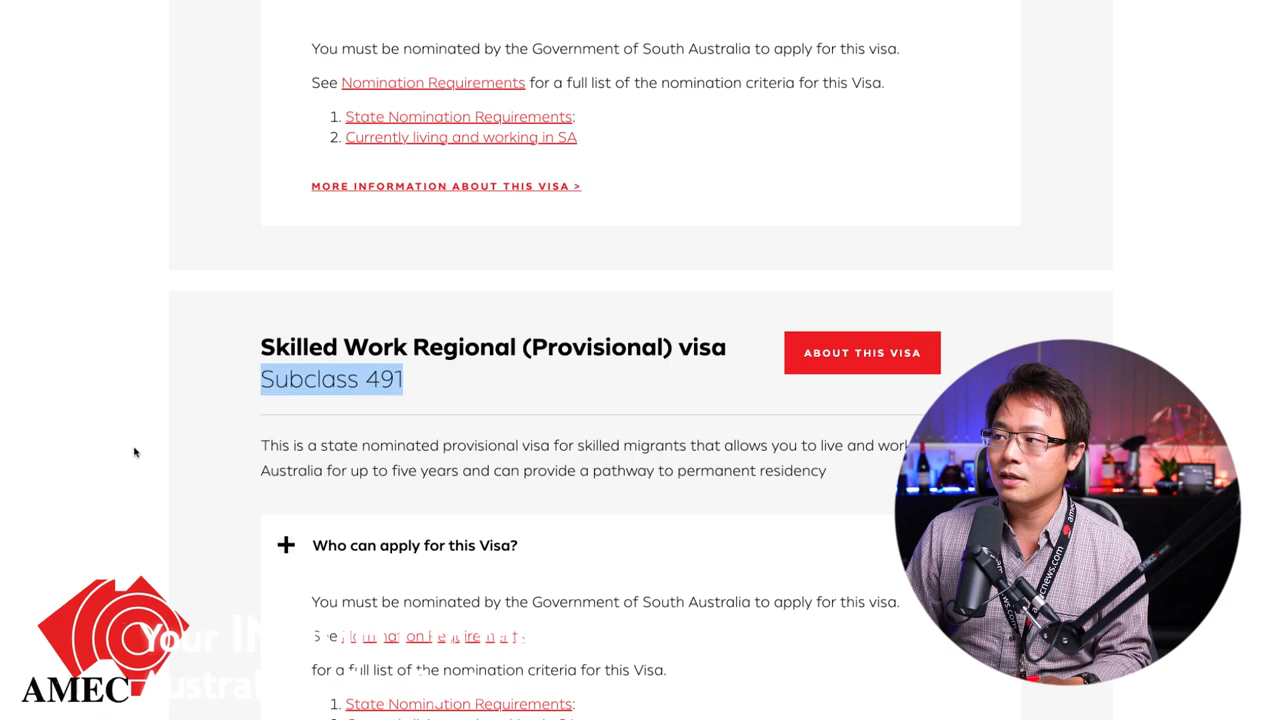 You must be nominated by the Government of South Australia to apply for this visa.
See Nomination Requirements for a full list of the nomination criteria for this Visa.
1. State Nomination Requirements:
2. Currently living and working in SA
MORE INFORMATION ABOUT THIS VISA >
Skilled Work Regional (Provisional) visa
ABOUT THIS VISA
Subclass 491
This is a state nominated provisional visa for skilled migrants that allows you to live and work
Australia for up to five years and can provide a pathway to permanent residency
Who can apply for this Visa?
You must be nominated by the Government of South Australia to apply for this visa.
See Nomination Requirements
for a full list of the nomination criteria for this Visa.
1. State Nomination Requirements:
Your
AMEC
amecnews.com